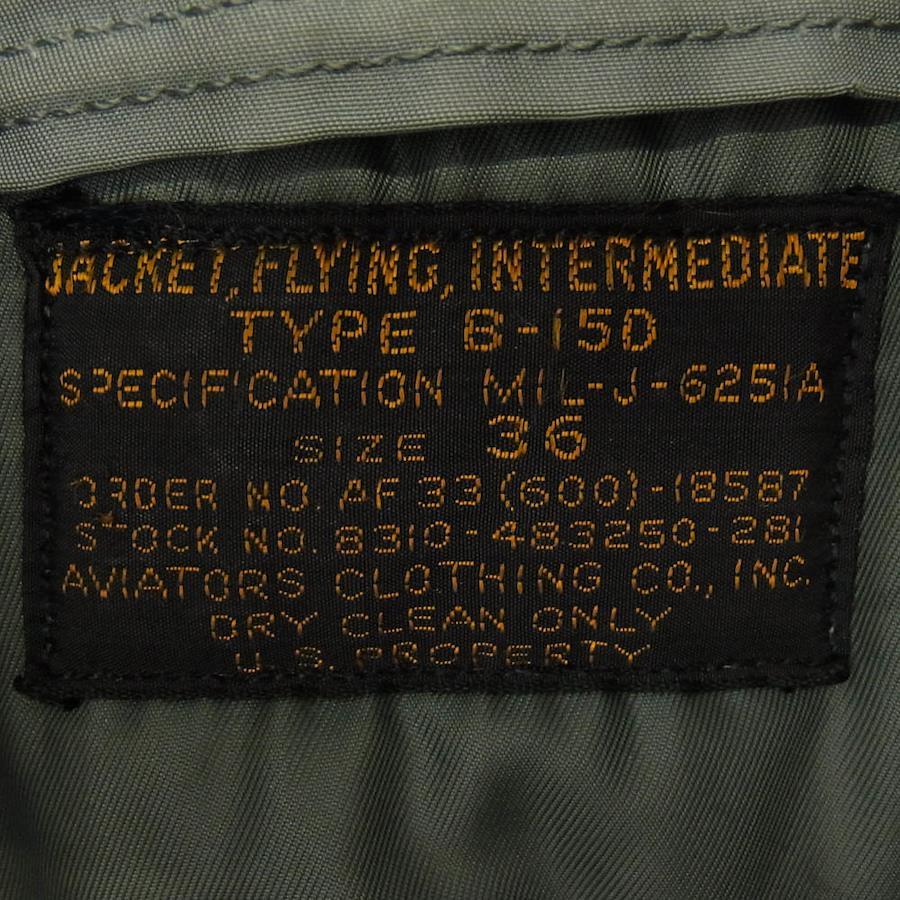 JACKET, FLYING, INTERMEDIATE
TYPE B-15D
SPECIFICATION MIL-J-6251A
SIZE 36
ORDER NO. AF 33 (600)-18587
STOCK NO. 8310-483250-281
AVIATORS CLOTHING CO., INC.
DRY CLEAN ONLY
U. S. PROPERTY